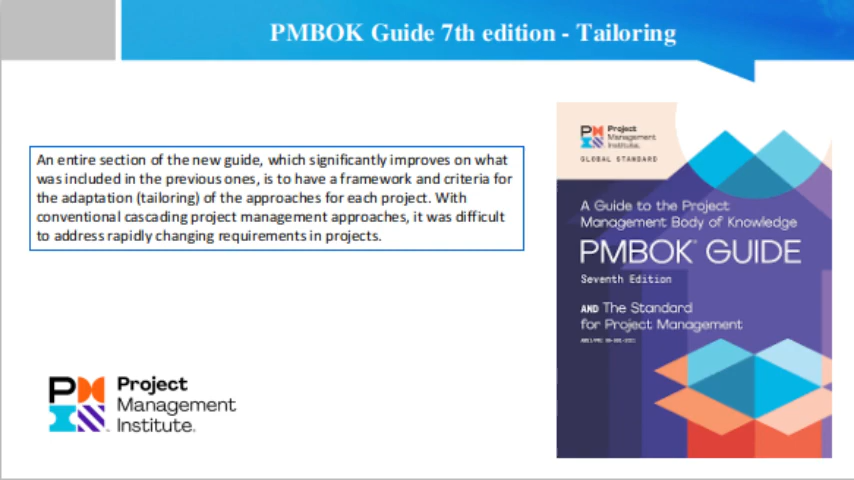 PMBOK Guide 7th edition - Tailoring
An entire section of the new guide, which significantly improves on what
was included in the previous ones, is to have a framework and criteria for
the adaptation (tailoring) of the approaches for each project. With
conventional cascading project management approaches, it was difficult
to address rapidly changing requirements in projects.
Project
Management
Institute.
GLOBAL STANDARD
A Guide to the Project
Management Body of Knowledge
PMBOK® GUIDE
Seventh Edition
AND The Standard
for Project Management
Project
Management
Institute.